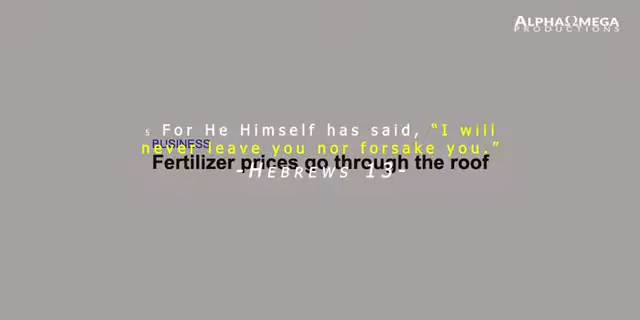 ALPHAΩMEGA
PRODUCTIONS
5 For He Himself has said, “I will
BUSINESS
never leave you nor forsake you.”
Fertilizer prices go through the roof
-HEBREWS 13-